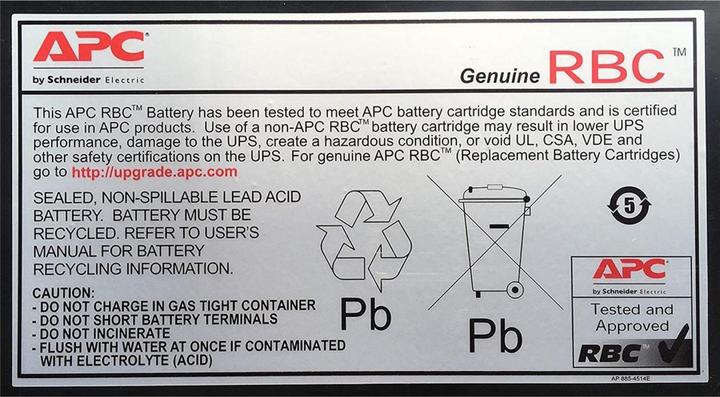 APC
by Schneider Electric
Genuine RBC™
This APC RBC™ Battery has been tested to meet APC battery cartridge standards and is certified
for use in APC products. Use of a non-APC RBC™ battery cartridge may result in lower UPS
performance, damage to the UPS, create a hazardous condition, or void UL, CSA, VDE and
other safety certifications on the UPS. For genuine APC RBC™ (Replacement Battery Cartridges)
go to http://upgrade.apc.com
SEALED, NON-SPILLABLE LEAD ACID
BATTERY. BATTERY MUST BE
RECYCLED. REFER TO USER'S
MANUAL FOR BATTERY
RECYCLING INFORMATION.
CAUTION:
- DO NOT CHARGE IN GAS TIGHT CONTAINER
- DO NOT SHORT BATTERY TERMINALS
- DO NOT INCINERATE
- FLUSH WITH WATER AT ONCE IF CONTAMINATED
WITH ELECTROLYTE (ACID)
Pb
Pb
5
APC
by Schneider Electric
Tested and
Approved
RBC™
AP 885-4514E